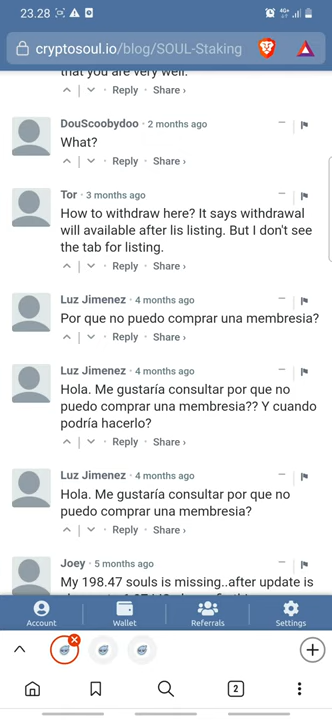 23.28
4G+
cryptosoul.io/blog/SOUL-Staking
that you are very well.
Reply · Share ›
DouScoobydoo · 2 months ago
What?
Reply · Share ›
Tor · 3 months ago
How to withdraw here? It says withdrawal
will available after lis listing. But I don't see
the tab for listing.
Reply · Share ›
Luz Jimenez · 4 months ago
Por que no puedo comprar una membresia?
Reply · Share ›
Luz Jimenez · 4 months ago
Hola. Me gustaría consultar por que no
puedo comprar una membresia?? Y cuando
podría hacerlo?
Reply · Share ›
Luz Jimenez · 4 months ago
Hola. Me gustaría consultar por que no
puedo comprar una membresia?
Reply · Share ›
Joey · 5 months ago
My 198.47 souls is missing..after update is
Account Wallet Referrals Settings
2